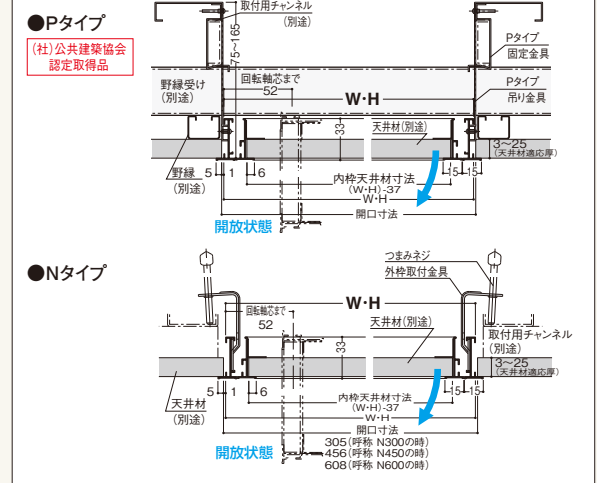 ●Pタイプ
(社)公共建築協会
認定取得品
取付用チャンネル
(別途)
75~165
Pタイプ
固定金具
野縁受け
(別途)
回転軸芯まで
52
W・H
Pタイプ
吊り金具
33
天井材(別途)
3~25
(天井材適応厚)
野縁
(別途)
5
1
6
内枠天井材寸法
(W・H)-37
15
15
W・H
開口寸法
開放状態
●Nタイプ
つまみネジ
外枠取付金具
W・H
回転軸芯まで
52
天井材(別途)
33
取付用チャンネル
(別途)
3~25
(天井材適応厚)
5
1
6
天井材
(別途)
内枠天井材寸法
(W・H)-37
15
15
W・H
開口寸法
305(呼称 N300の時)
456(呼称 N450の時)
608(呼称 N600の時)
開放状態